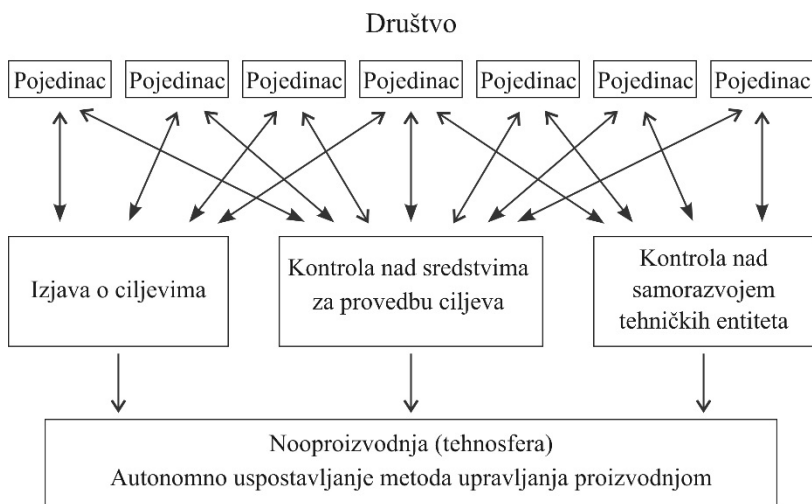 Društvo
Pojedinac Pojedinac Pojedinac Pojedinac Pojedinac Pojedinac Pojedinac
Izjava o ciljevima
Kontrola nad sredstvima
za provedbu ciljeva
Kontrola nad
samorazvojem
tehničkih entiteta
Nooproizvodnja (tehnosfera)
Autonomno uspostavljanje metoda upravljanja proizvodnjom